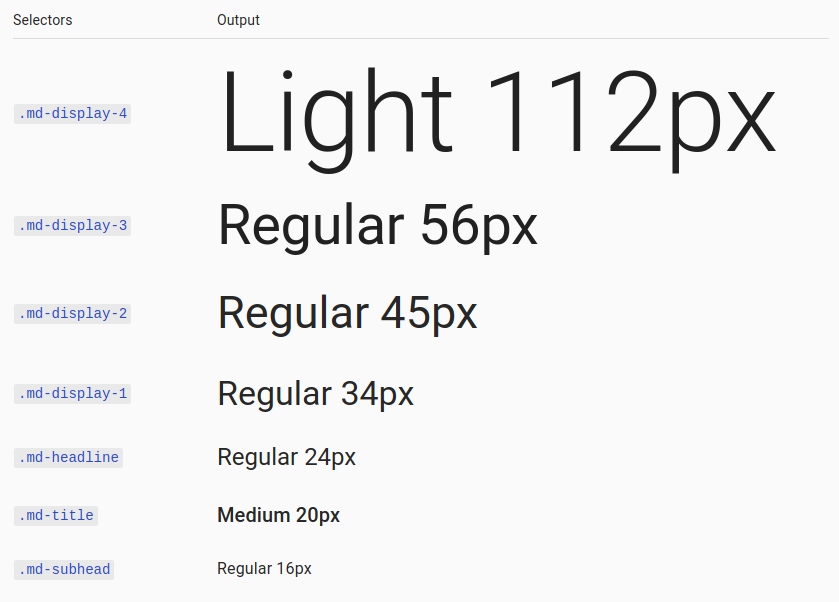 Selectors Output
.md-display-4 Light 112px
.md-display-3 Regular 56px
.md-display-2 Regular 45px
.md-display-1 Regular 34px
.md-headline Regular 24px
.md-title Medium 20px
.md-subhead Regular 16px